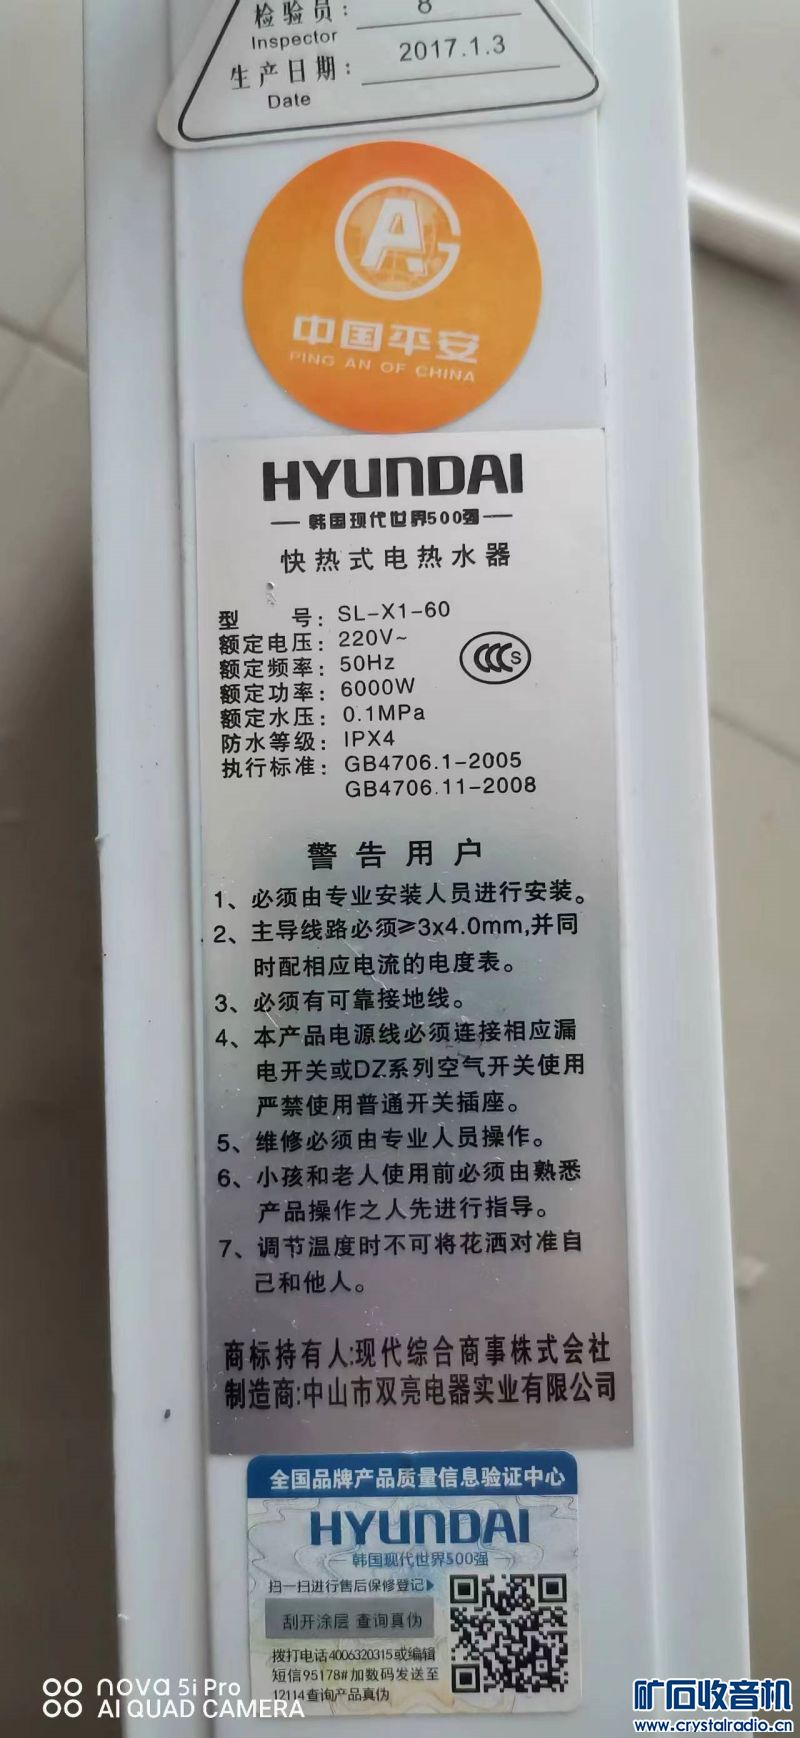 检验员： 8
Inspector
生产日期： 2017.1.3
Date
中国平安
PING AN OF CHINA
HYUNDAI
韩国现代世界500强
快热式电热水器
型 号：SL-X1-60
额定电压：220V~
额定频率：50Hz
CCC S
额定功率：6000W
额定水压：0.1MPa
防水等级：IPX4
执行标准：GB4706.1-2005
GB4706.11-2008
警告用户
1、必须由专业安装人员进行安装。
2、主导线路必须≥3x4.0mm,并同
时配相应电流的电度表。
3、必须有可靠接地线。
4、本产品电源线必须连接相应漏
电开关或DZ系列空气开关使用
严禁使用普通开关插座。
5、维修必须由专业人员操作。
6、小孩和老人使用前必须由熟悉
产品操作之人先进行指导。
7、调节温度时不可将花洒对准自
己和他人。
商标持有人:现代综合商事株式会社
制造商:中山市双亮电器实业有限公司
全国品牌产品质量信息验证中心
HYUNDAI
韩国现代世界500强
扫一扫进行售后保修登记
刮开涂层 查询真伪
拨打电话4006320315或编辑
短信95178#加数码发送至
12114查询产品真伪
nova 5i Pro
AI QUAD CAMERA
矿石收音机
www.crystalradio.cn